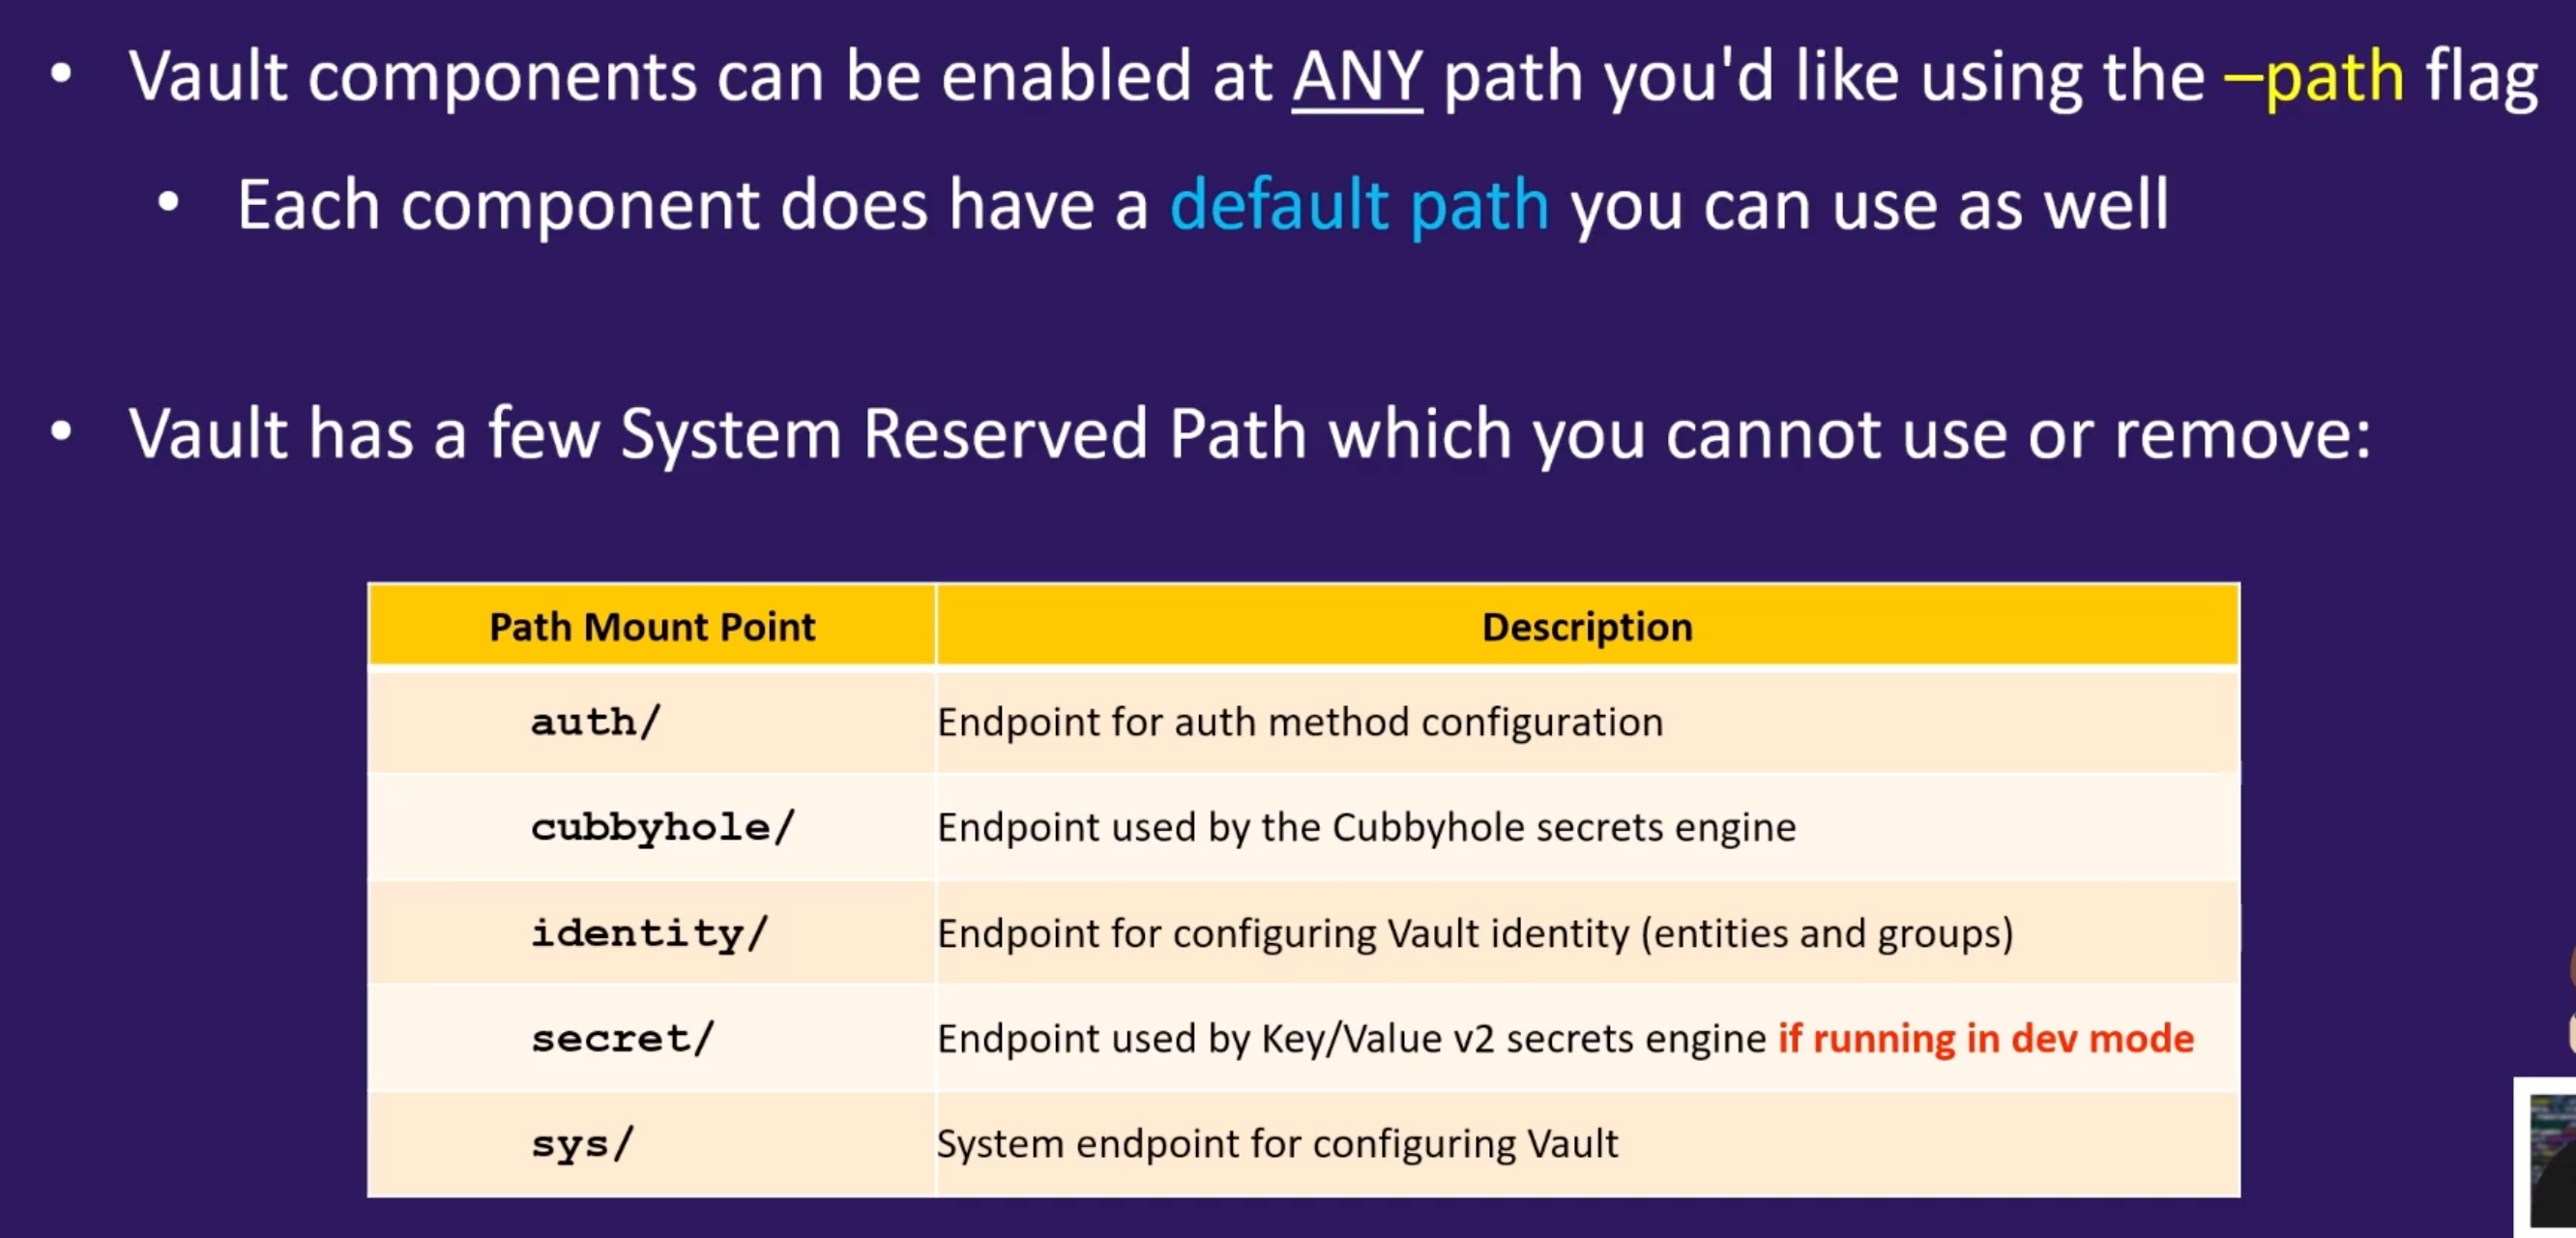 • Vault components can be enabled at ANY path you'd like using the –path flag
• Each component does have a default path you can use as well
• Vault has a few System Reserved Path which you cannot use or remove:
Path Mount Point Description
auth/ Endpoint for auth method configuration
cubbyhole/ Endpoint used by the Cubbyhole secrets engine
identity/ Endpoint for configuring Vault identity (entities and groups)
secret/ Endpoint used by Key/Value v2 secrets engine if running in dev mode
sys/ System endpoint for configuring Vault